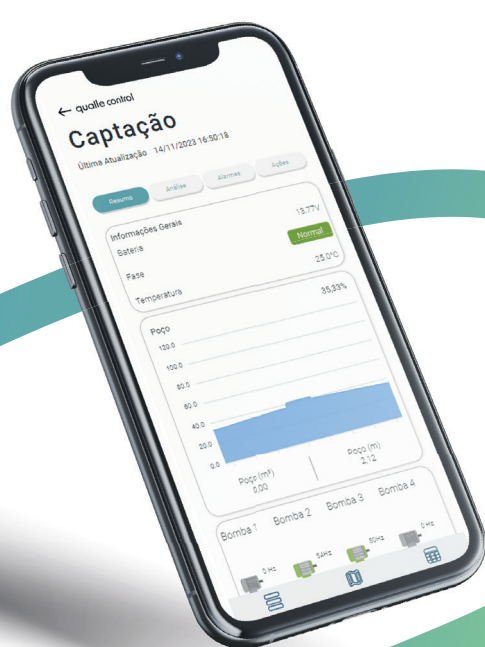 ← qualle control
Captação
Última Atualização 14/11/2023 16:50:18
Resumo Análise Alarmes Ações
Informações Gerais
Bateria 13.77V
Fase Normal
Temperatura 25.0°C
Poço 35,33%
120.0
100.0
80.0
60.0
40.0
20.0
0.0
Poço (m³) Poço (m)
0,00 2,12
Bomba 1 Bomba 2 Bomba 3 Bomba 4
0 Hz 54Hz 50Hz 0 Hz